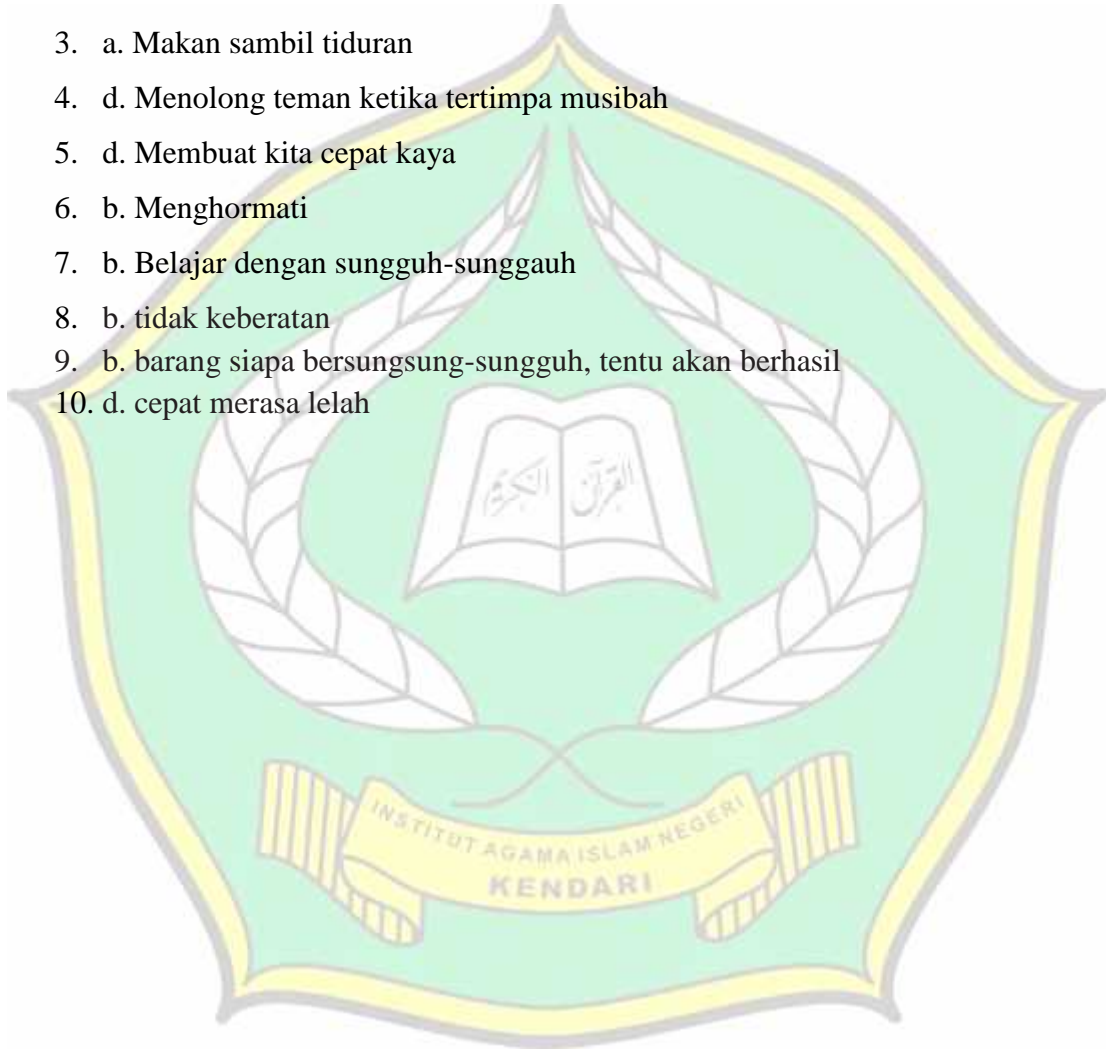 3. a. Makan sambil tiduran
4. d. Menolong teman ketika tertimpa musibah
5. d. Membuat kita cepat kaya
6. b. Menghormati
7. b. Belajar dengan sungguh-sunggauh
8. b. tidak keberatan
9. b. barang siapa bersungsung-sungguh, tentu akan berhasil
10. d. cepat merasa lelah
القرآن الكريم
INSTITUT AGAMA ISLAM NEGERI
KENDARI